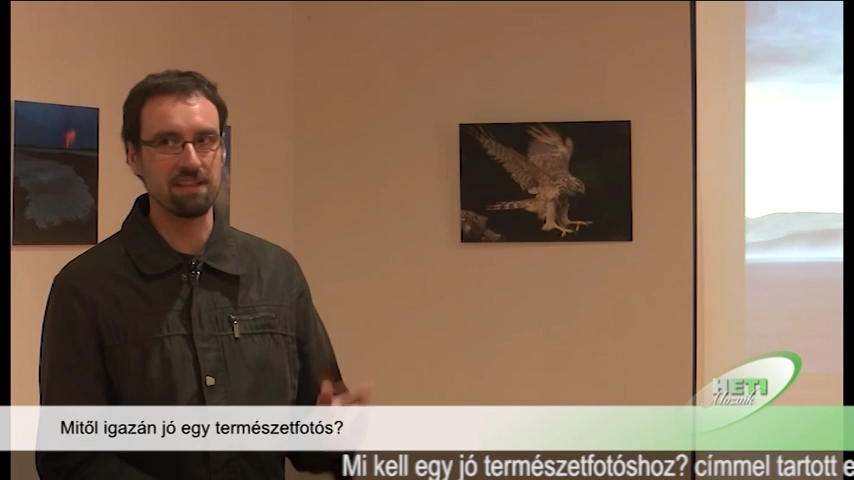 HETI
Mozaik
Mitől igazán jó egy természetfotós?
Mi kell egy jó természetfotóshoz? címmel tartott e